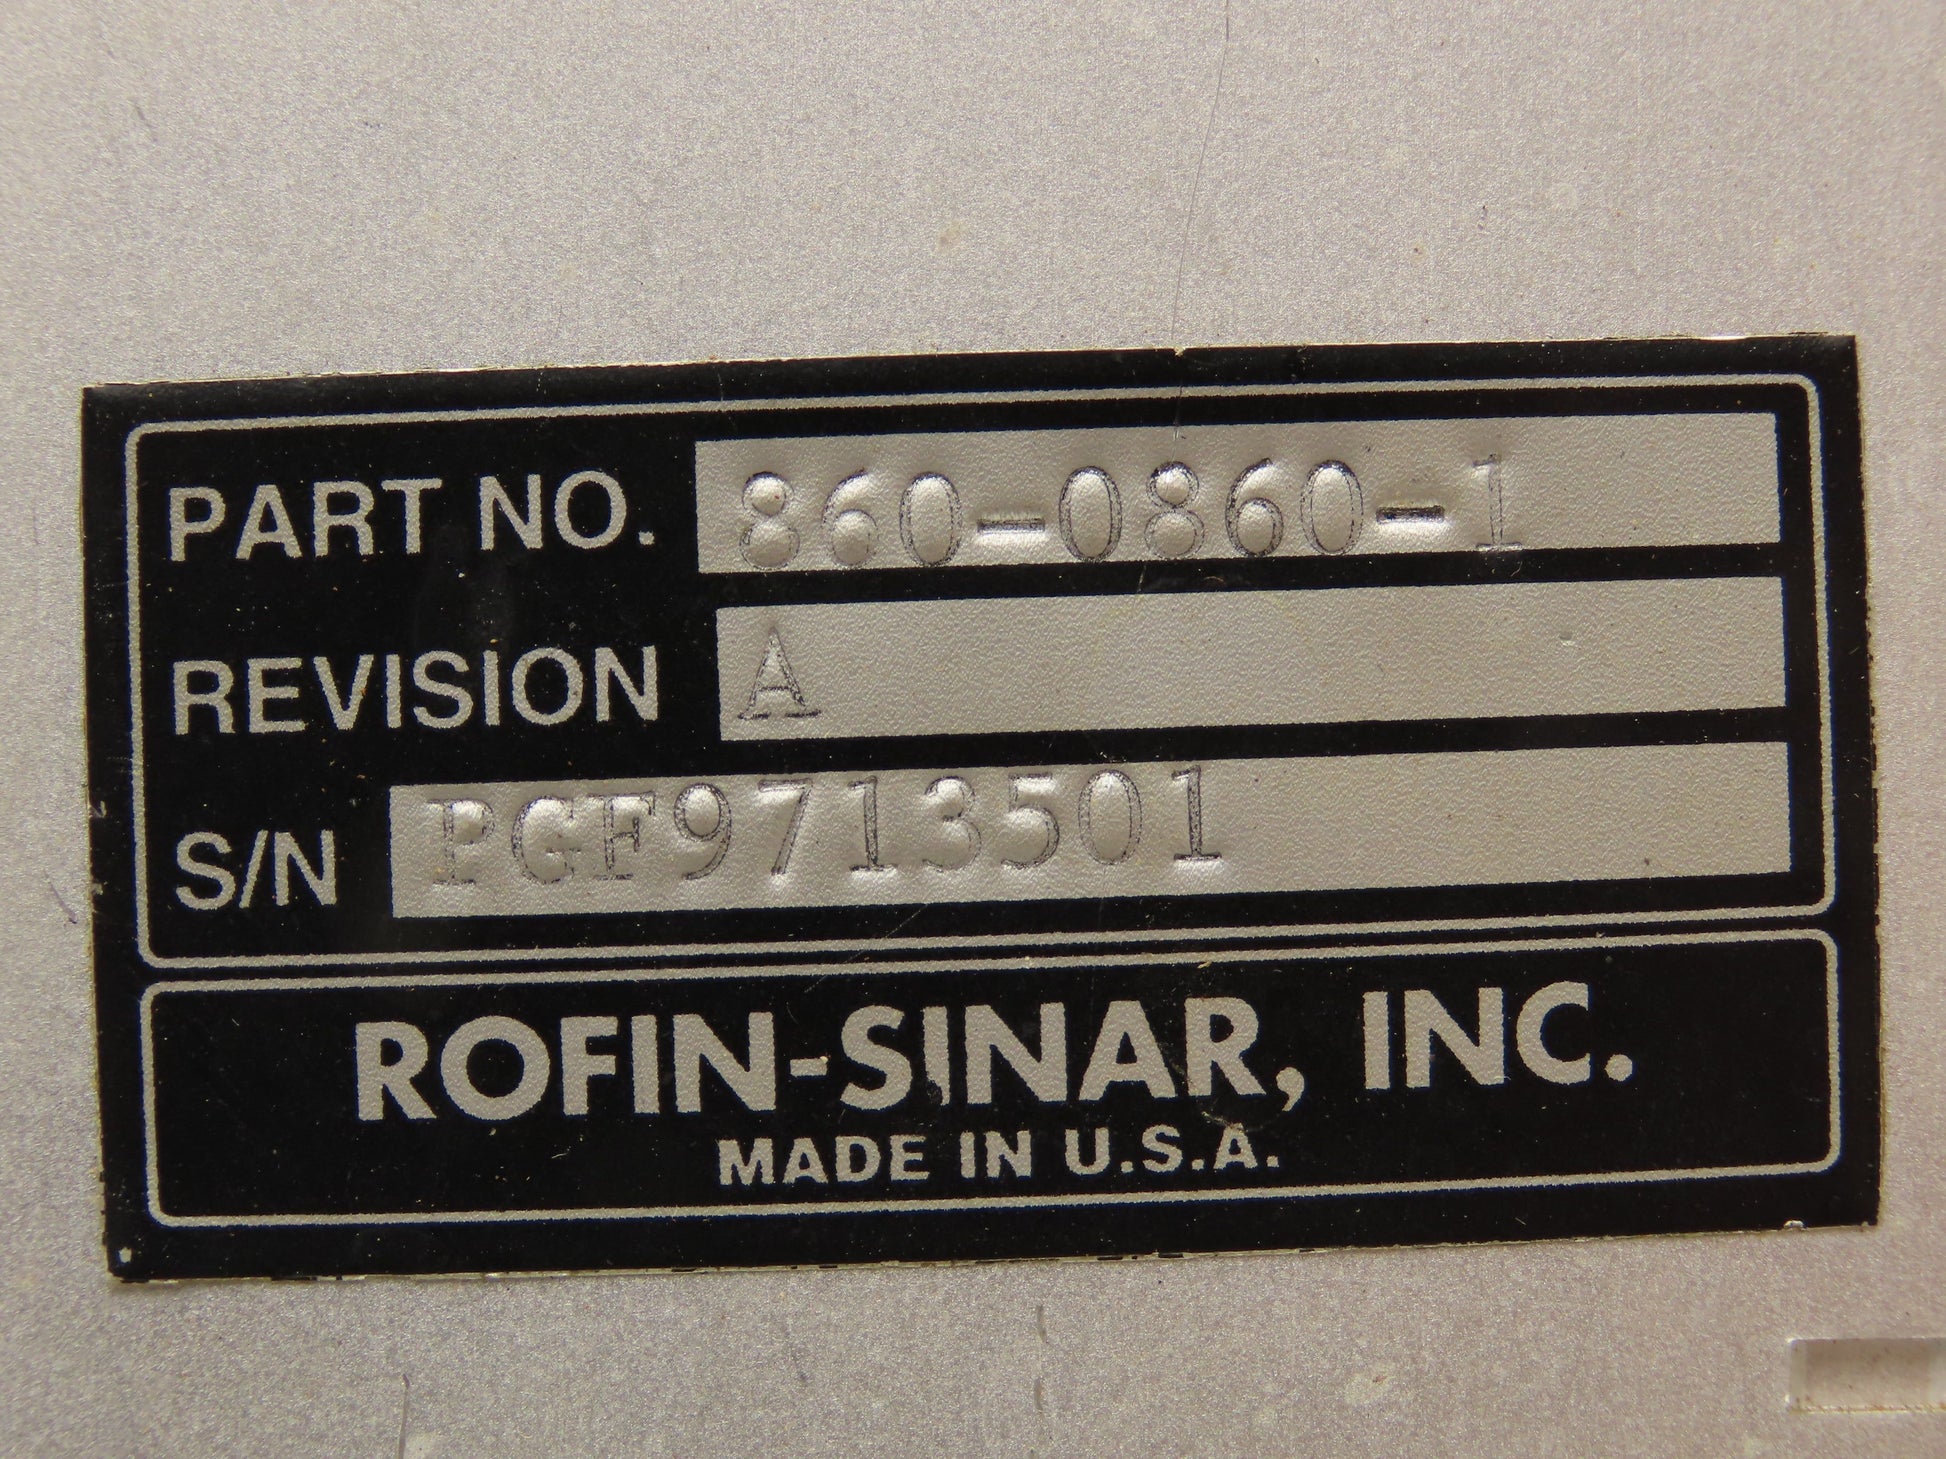 PART NO. 860-0860-1
REVISION A
S/N PGF9713501
ROFIN-SINAR, INC.
MADE IN U.S.A.